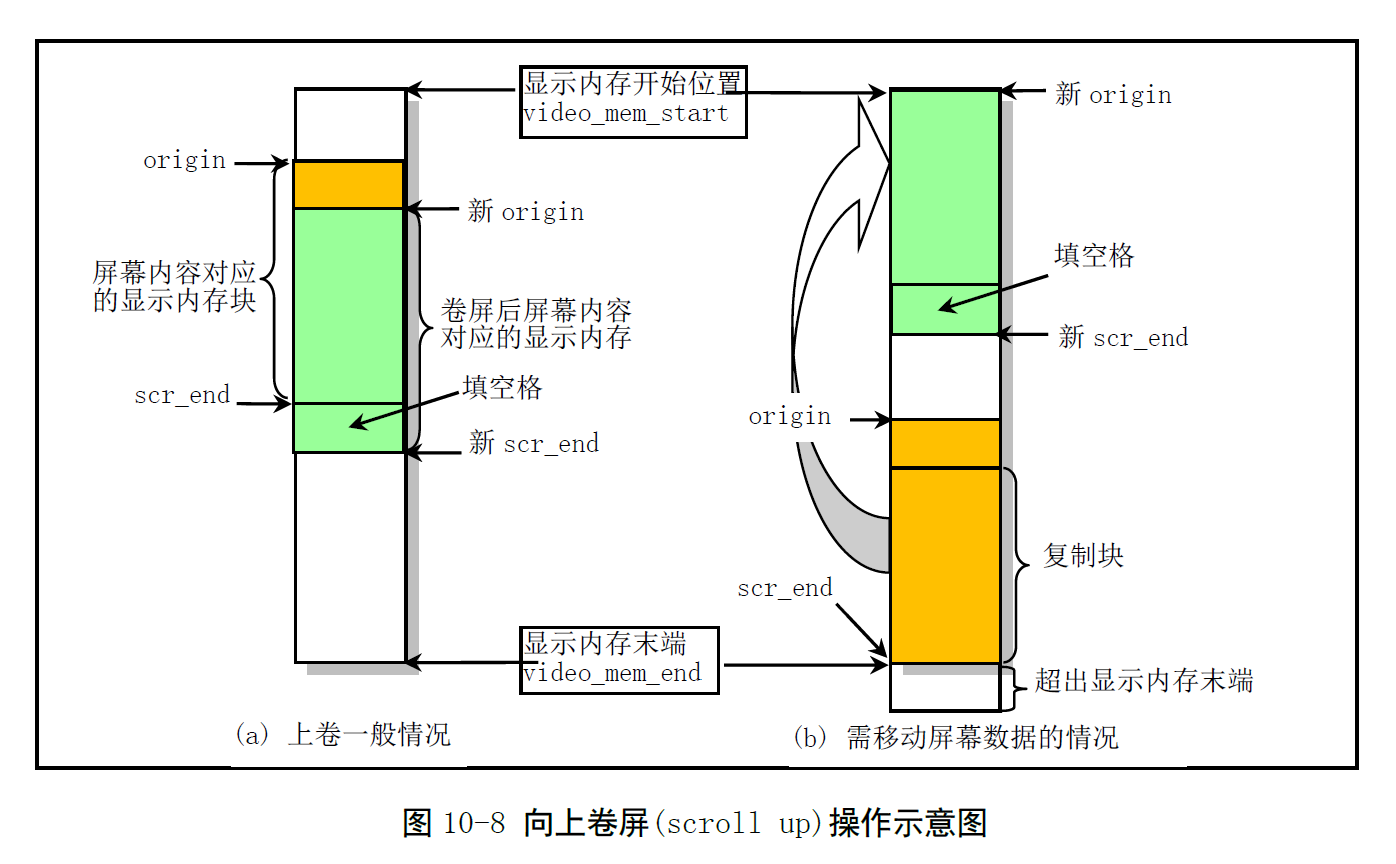 显示内存开始位置
video_mem_start
origin
新 origin
屏幕内容对应
的显示内存块
卷屏后屏幕内容
对应的显示内存
scr_end
填空格
新 scr_end
显示内存末端
video_mem_end
(a) 上卷一般情况
新 origin
填空格
新 scr_end
origin
复制块
scr_end
超出显示内存末端
(b) 需移动屏幕数据的情况
图 10-8 向上卷屏(scroll up)操作示意图